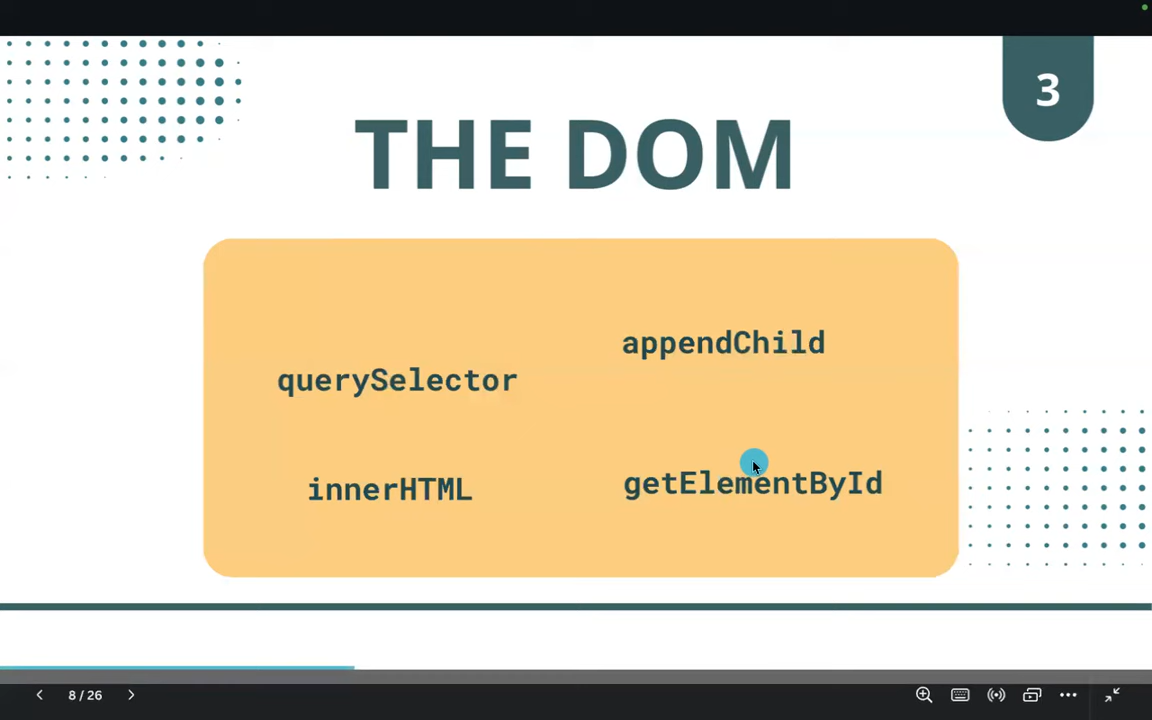 3
THE DOM
appendChild
querySelector
getElementById
innerHTML
8 / 26